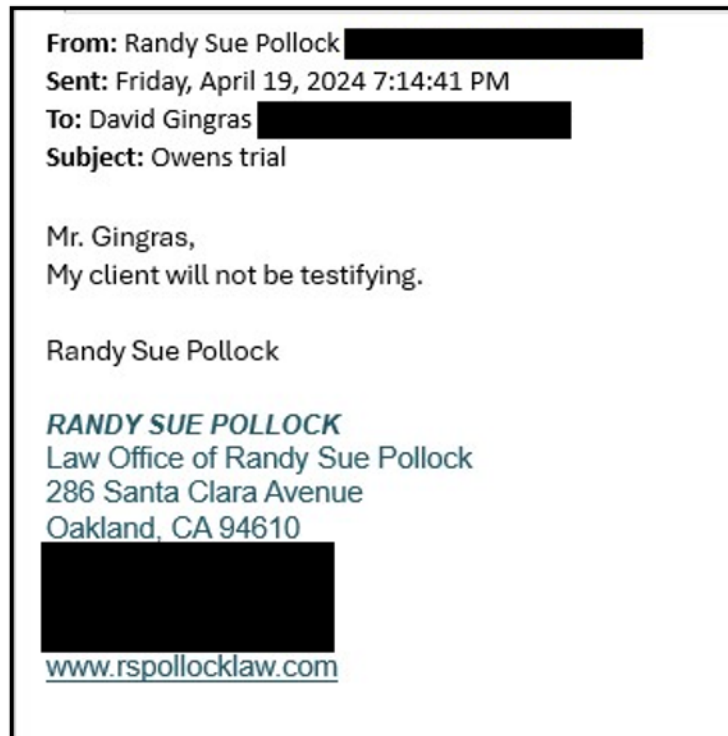 From: Randy Sue Pollock
Sent: Friday, April 19, 2024 7:14:41 PM
To: David Gingras
Subject: Owens trial
Mr. Gingras,
My client will not be testifying.
Randy Sue Pollock
RANDY SUE POLLOCK
Law Office of Randy Sue Pollock
286 Santa Clara Avenue
Oakland, CA 94610
www.rspollocklaw.com